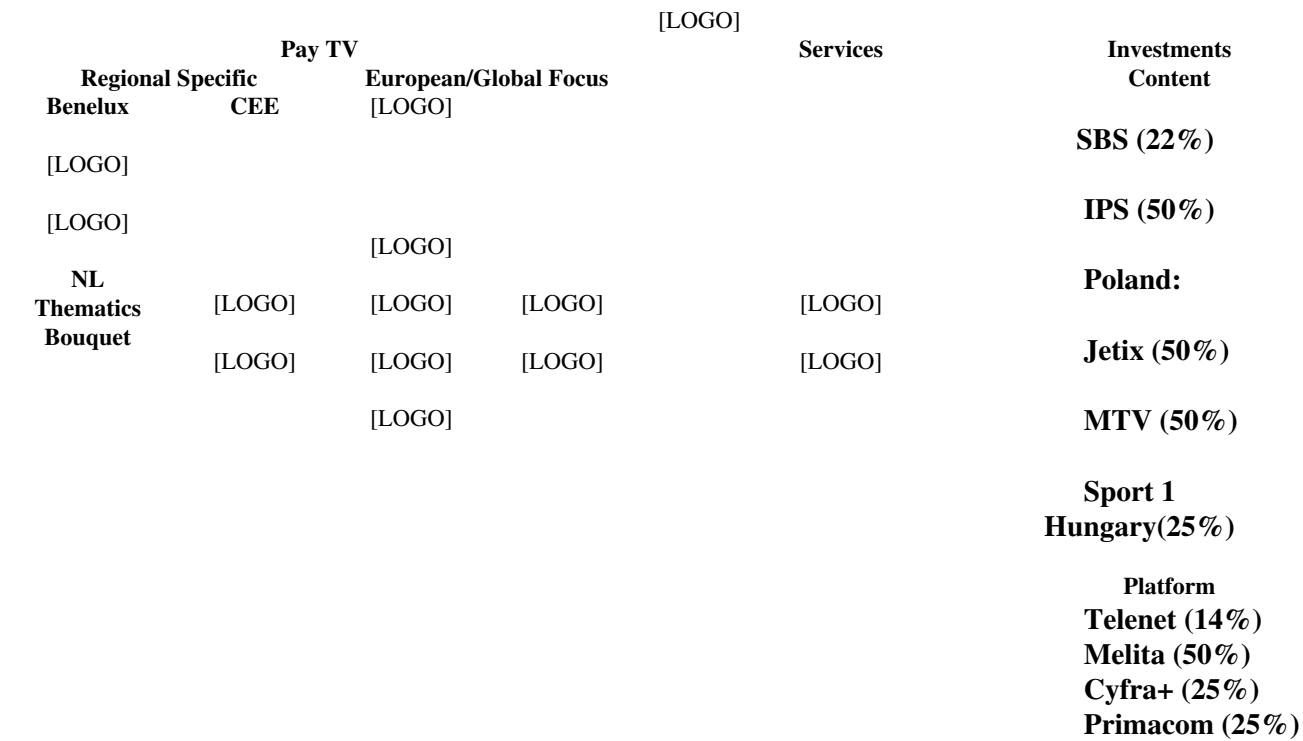 [LOGO]
Pay TV Services Investments
Regional Specific European/Global Focus Content
Benelux CEE [LOGO]
SBS (22%)
[LOGO]
IPS (50%)
[LOGO]
[LOGO]
NL Poland:
Thematics [LOGO] [LOGO] [LOGO] [LOGO]
Bouquet
Jetix (50%)
[LOGO] [LOGO] [LOGO] [LOGO]
[LOGO] MTV (50%)
Sport 1
Hungary(25%)
Platform
Telenet (14%)
Melita (50%)
Cyfra+ (25%)
Primacom (25%)